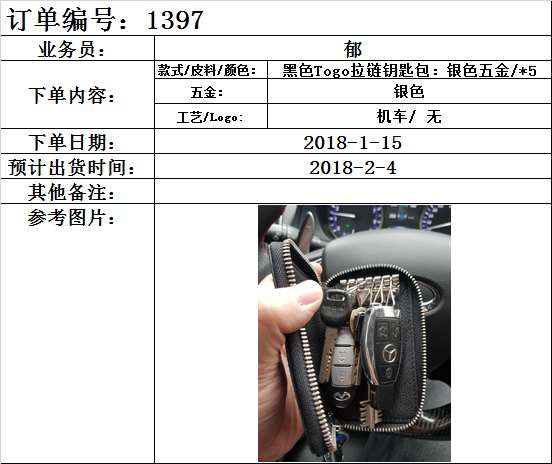 订单编号：1397
业务员： 郁
下单内容： 款式/皮料/颜色： 黑色Togo拉链钥匙包：银色五金/*5
五金： 银色
工艺/Logo: 机车/ 无
下单日期： 2018-1-15
预计出货时间： 2018-2-4
其他备注：
参考图片：